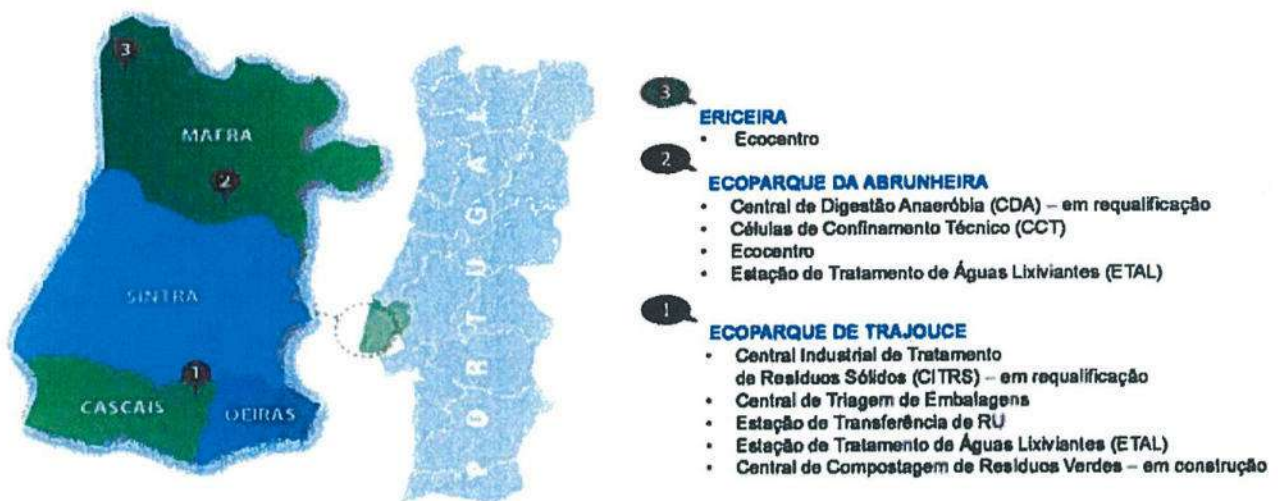 3
MAFRA
2
SINTRA
1
CASCAIS
OEIRAS
PORTUGAL
3
ERICEIRA
• Ecocentro
2
ECOPARQUE DA ABRUNHEIRA
• Central de Digestão Anaeróbia (CDA) – em requalificação
• Células de Confinamento Técnico (CCT)
• Ecocentro
• Estação de Tratamento de Águas Lixiviantes (ETAL)
1
ECOPARQUE DE TRAJOUCE
• Central Industrial de Tratamento
de Resíduos Sólidos (CITRS) – em requalificação
• Central de Triagem de Embalagens
• Estação de Transferência de RU
• Estação de Tratamento de Águas Lixiviantes (ETAL)
• Central de Compostagem de Resíduos Verdes – em construção